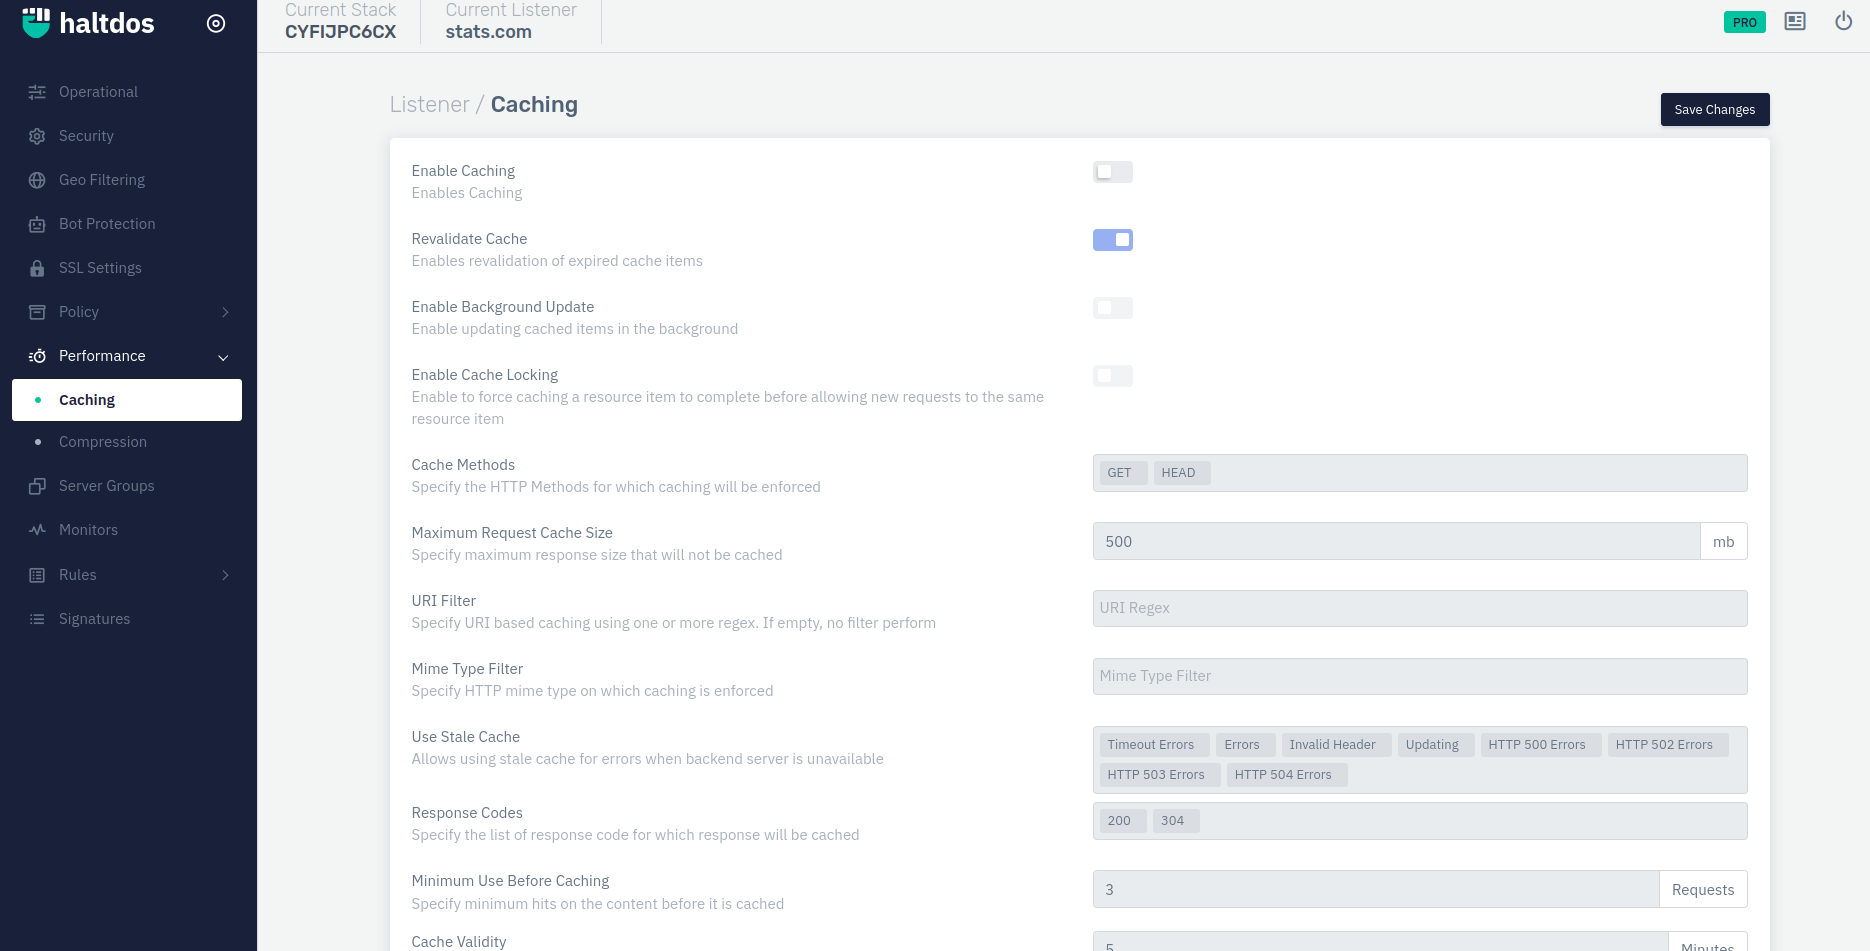 haltdos
Current Stack
CYFIJPC6CX
Current Listener
stats.com
PRO
Operational
Security
Geo Filtering
Bot Protection
SSL Settings
Policy
Performance
Caching
Compression
Server Groups
Monitors
Rules
Signatures
Listener / Caching
Save Changes
Enable Caching
Enables Caching
Revalidate Cache
Enables revalidation of expired cache items
Enable Background Update
Enable updating cached items in the background
Enable Cache Locking
Enable to force caching a resource item to complete before allowing new requests to the same
resource item
Cache Methods
Specify the HTTP Methods for which caching will be enforced
GET HEAD
Maximum Request Cache Size
Specify maximum response size that will not be cached
500 mb
URI Filter
Specify URI based caching using one or more regex. If empty, no filter perform
URI Regex
Mime Type Filter
Specify HTTP mime type on which caching is enforced
Mime Type Filter
Use Stale Cache
Allows using stale cache for errors when backend server is unavailable
Timeout Errors Errors Invalid Header Updating HTTP 500 Errors HTTP 502 Errors
HTTP 503 Errors HTTP 504 Errors
Response Codes
Specify the list of response code for which response will be cached
200 304
Minimum Use Before Caching
Specify minimum hits on the content before it is cached
3 Requests
Cache Validity
5 Minutes